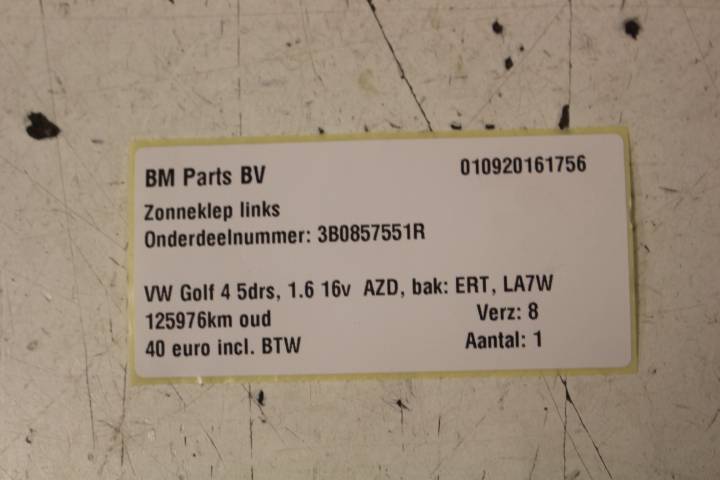 BM Parts BV 010920161756
Zonneklep links
Onderdeelnummer: 3B0857551R
VW Golf 4 5drs, 1.6 16v AZD, bak: ERT, LA7W
125976km oud Verz: 8
40 euro incl. BTW Aantal: 1